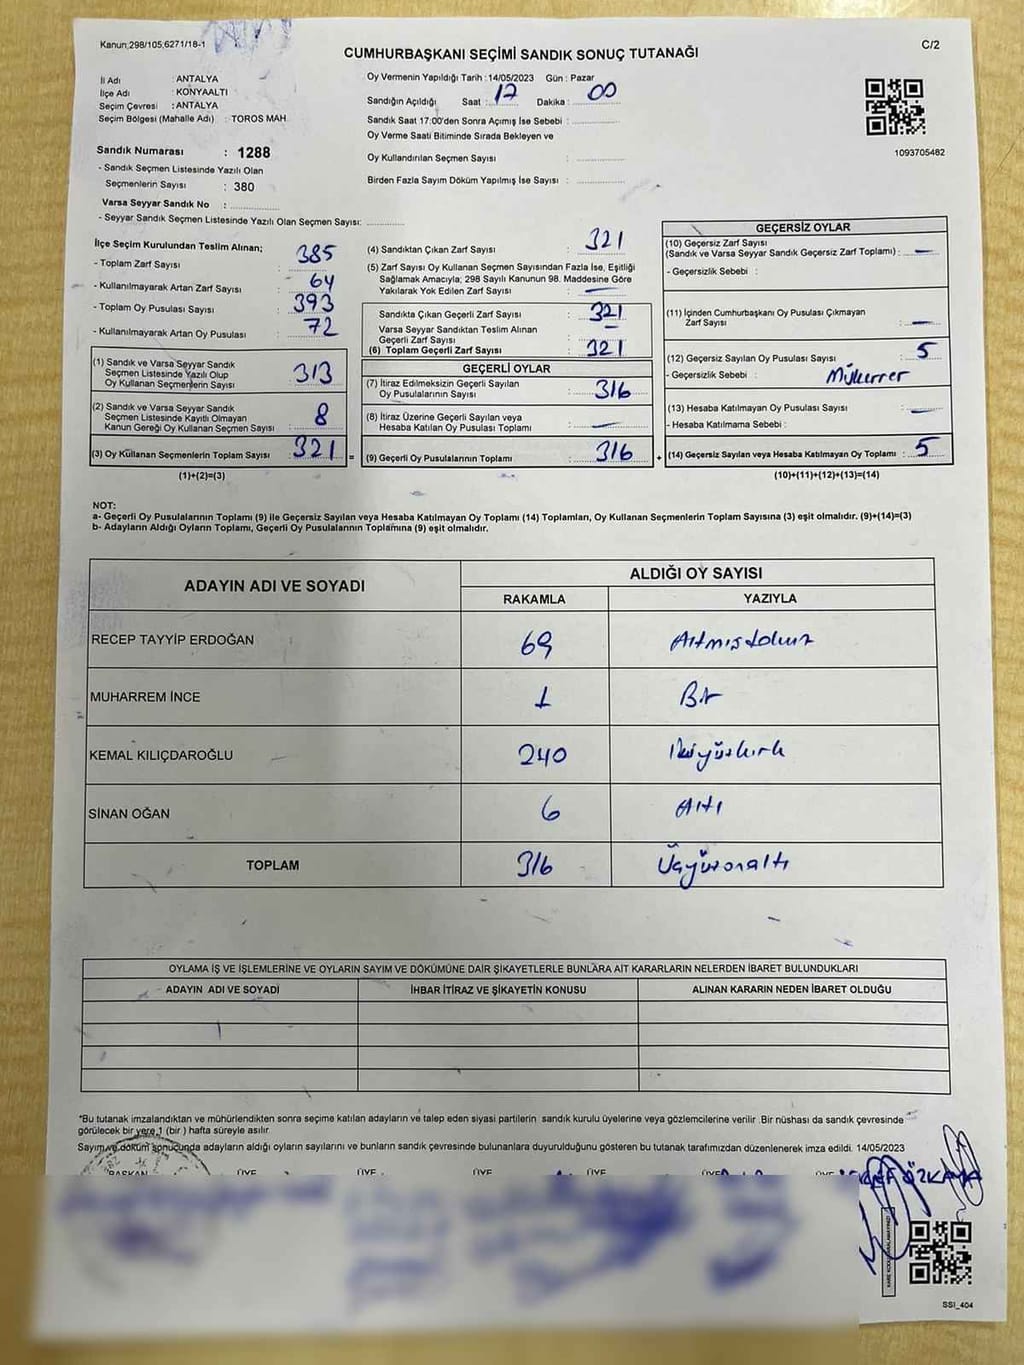 Kanun;298/105;6271/18-1
C/2
CUMHURBAŞKANI SEÇİMİ SANDIK SONUÇ TUTANAĞI
İl Adı : ANTALYA
İlçe Adı : KONYAALTI
Seçim Çevresi : ANTALYA
Seçim Bölgesi (Mahalle Adı) : TOROS MAH.
Oy Vermenin Yapıldığı Tarih : 14/05/2023 Gün : Pazar
Sandığın Açıldığı Saat : 17 Dakika : 00
Sandık Saat 17:00'den Sonra Açımış İse Sebebi :
Oy Verme Saati Bitiminde Sırada Bekleyen ve
Oy Kullandırılan Seçmen Sayısı :
Birden Fazla Sayım Döküm Yapılmış İse Sayısı :
1093705482
Sandık Numarası : 1288
- Sandık Seçmen Listesinde Yazılı Olan
Seçmenlerin Sayısı : 380
Varsa Seyyar Sandık No :
- Seyyar Sandık Seçmen Listesinde Yazılı Olan Seçmen Sayısı:
İlçe Seçim Kurulundan Teslim Alınan;
- Toplam Zarf Sayısı : 385
- Kullanılmayarak Artan Zarf Sayısı : 64
- Toplam Oy Pusulası Sayısı : 393
- Kullanılmayarak Artan Oy Pusulası : 72
(1) Sandık ve Varsa Seyyar Sandık
Seçmen Listesinde Yazılı Olup
Oy Kullanan Seçmenlerin Sayısı : 313
(2) Sandık ve Varsa Seyyar Sandık
Seçmen Listesinde Kayıtlı Olmayan
Kanun Gereği Oy Kullanan Seçmen Sayısı : 8
(3) Oy Kullanan Seçmenlerin Toplam Sayısı : 321 =
(1)+(2)=(3)
(4) Sandıktan Çıkan Zarf Sayısı : 321
(5) Zarf Sayısı Oy Kullanan Seçmen Sayısından Fazla İse, Eşitliği
Sağlamak Amacıyla; 298 Sayılı Kanunun 98. Maddesine Göre
Yakılarak Yok Edilen Zarf Sayısı : —
Sandıkta Çıkan Geçerli Zarf Sayısı : 321
Varsa Seyyar Sandıktan Teslim Alınan
Geçerli Zarf Sayısı : —
(6) Toplam Geçerli Zarf Sayısı : 321
GEÇERLİ OYLAR
(7) İtiraz Edilmeksizin Geçerli Sayılan
Oy Pusulalarının Sayısı : 316
(8) İtiraz Üzerine Geçerli Sayılan veya
Hesaba Katılan Oy Pusulası Toplamı : —
(9) Geçerli Oy Pusulalarının Toplamı : 316 +
GEÇERSİZ OYLAR
(10) Geçersiz Zarf Sayısı
(Sandık ve Varsa Seyyar Sandık Geçersiz Zarf Toplamı) : —
- Geçersizlik Sebebi :
(11) İçinden Cumhurbaşkanı Oy Pusulası Çıkmayan
Zarf Sayısı : —
(12) Geçersiz Sayılan Oy Pusulası Sayısı : 5
- Geçersizlik Sebebi : Mükerrer
(13) Hesaba Katılmayan Oy Pusulası Sayısı : —
- Hesaba Katılmama Sebebi :
(14) Geçersiz Sayılan veya Hesaba Katılmayan Oy Toplamı : 5
(10)+(11)+(12)+(13)=(14)
NOT:
a- Geçerli Oy Pusulalarının Toplamı (9) ile Geçersiz Sayılan veya Hesaba Katılmayan Oy Toplamı (14) Toplamları, Oy Kullanan Seçmenlerin Toplam Sayısına (3) eşit olmalıdır. (9)+(14)=(3)
b- Adayların Aldığı Oyların Toplamı, Geçerli Oy Pusulalarının Toplamına (9) eşit olmalıdır.
ADAYIN ADI VE SOYADI
ALDIĞI OY SAYISI
RAKAMLA YAZIYLA
RECEP TAYYİP ERDOĞAN 69 Altmışdokuz
MUHARREM İNCE 1 Bir
KEMAL KILIÇDAROĞLU 240 İkiyüzkırk
SİNAN OĞAN 6 Altı
TOPLAM 316 Üçyüzonaltı
OYLAMA İŞ VE İŞLEMLERİNE VE OYLARIN SAYIM VE DÖKÜMÜNE DAİR ŞİKAYETLERLE BUNLARA AİT KARARLARIN NELERDEN İBARET BULUNDUKLARI
ADAYIN ADI VE SOYADI İHBAR İTİRAZ VE ŞİKAYETİN KONUSU ALINAN KARARIN NEDEN İBARET OLDUĞU
*Bu tutanak imzalandıktan ve mühürlendikten sonra seçime katılan adayların ve talep eden siyasi partilerin sandık kurulu üyelerine veya gözlemcilerine verilir. Bir nüshası da sandık çevresinde
görülecek bir yere 1 (bir ) hafta süreyle asılır.
Sayım ve döküm sonucunda adayların aldığı oyların sayılarını ve bunların sandık çevresinde bulunanlara duyurulduğunu gösteren bu tutanak tarafımızdan düzenlenerek imza edildi. 14/05/2023
BAŞKAN ÜYE ÜYE ÜYE ÜYE ÜYE ÜYE
ÖZKAYA
SSI_404